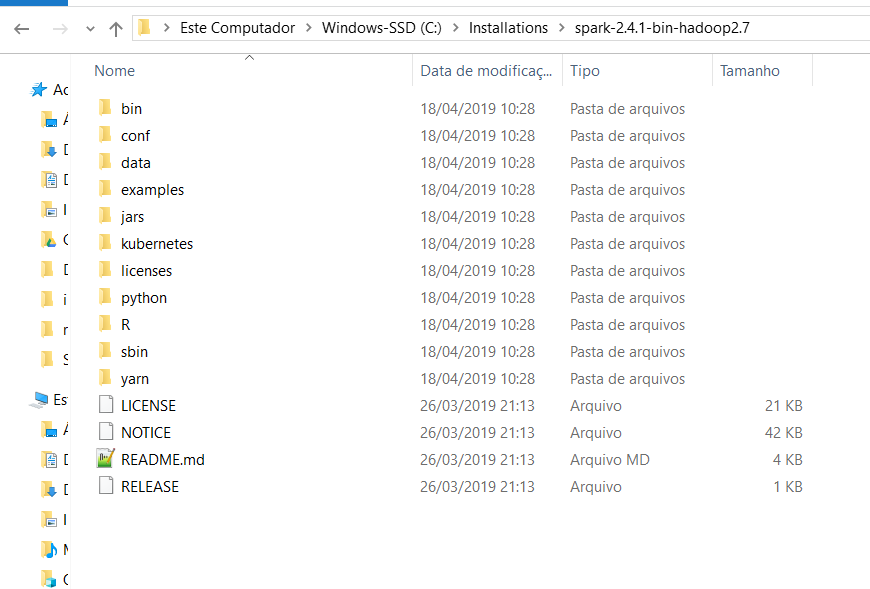 Este Computador > Windows-SSD (C:) > Installations > spark-2.4.1-bin-hadoop2.7
Nome Data de modificaç... Tipo Tamanho
bin 18/04/2019 10:28 Pasta de arquivos
conf 18/04/2019 10:28 Pasta de arquivos
data 18/04/2019 10:28 Pasta de arquivos
examples 18/04/2019 10:28 Pasta de arquivos
jars 18/04/2019 10:28 Pasta de arquivos
kubernetes 18/04/2019 10:28 Pasta de arquivos
licenses 18/04/2019 10:28 Pasta de arquivos
python 18/04/2019 10:28 Pasta de arquivos
R 18/04/2019 10:28 Pasta de arquivos
sbin 18/04/2019 10:28 Pasta de arquivos
yarn 18/04/2019 10:28 Pasta de arquivos
LICENSE 26/03/2019 21:13 Arquivo 21 KB
NOTICE 26/03/2019 21:13 Arquivo 42 KB
README.md 26/03/2019 21:13 Arquivo MD 4 KB
RELEASE 26/03/2019 21:13 Arquivo 1 KB